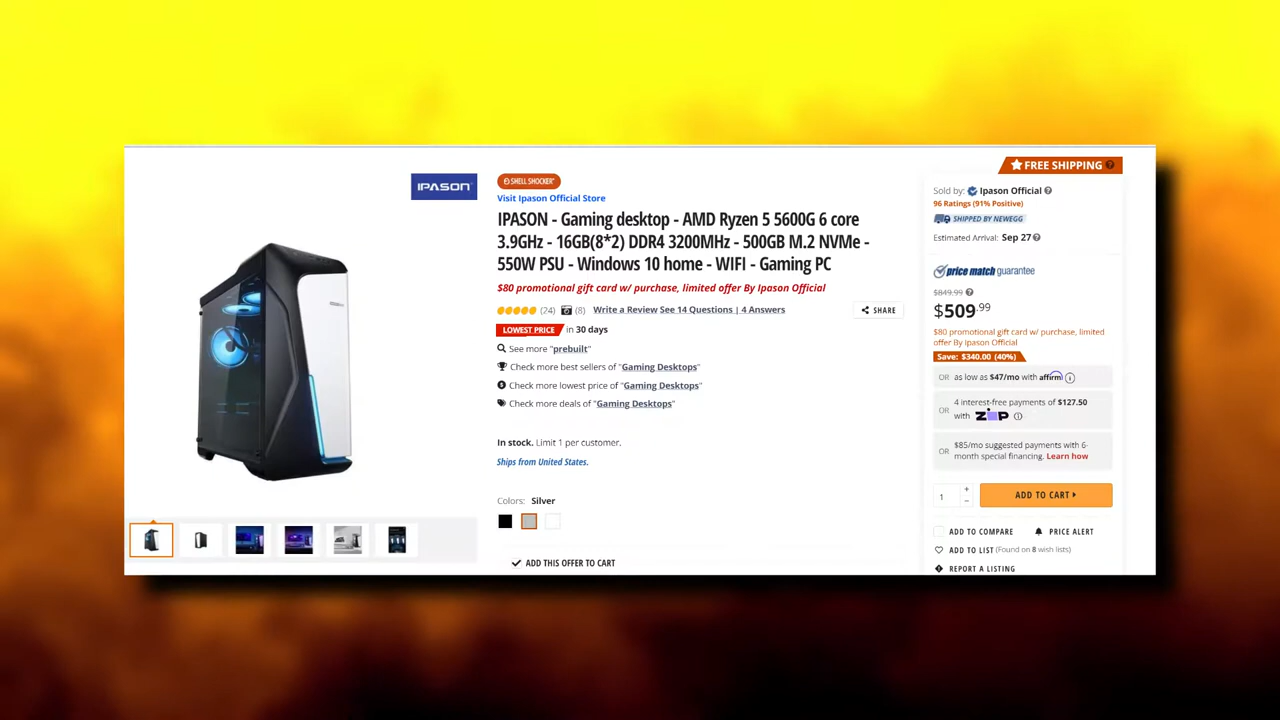 IPASON
SHELL SHOCKER
Visit Ipason Official Store
IPASON - Gaming desktop - AMD Ryzen 5 5600G 6 core
3.9GHz - 16GB(8*2) DDR4 3200MHz - 500GB M.2 NVMe -
550W PSU - Windows 10 home - WIFI - Gaming PC
$80 promotional gift card w/ purchase, limited offer By Ipason Official
(24) (8) Write a Review See 14 Questions | 4 Answers
SHARE
LOWEST PRICE in 30 days
See more "prebuilt"
Check more best sellers of "Gaming Desktops"
Check more lowest price of "Gaming Desktops"
Check more deals of "Gaming Desktops"
In stock. Limit 1 per customer.
Ships from United States.
Colors: Silver
ADD THIS OFFER TO CART
FREE SHIPPING ?
Sold by: Ipason Official ?
96 Ratings (91% Positive)
SHIPPED BY NEWEGG
Estimated Arrival: Sep 27 ?
price match guarantee
$849.99 ?
$509.99
$80 promotional gift card w/ purchase, limited
offer By Ipason Official
Save: $340.00 (40%)
OR as low as $47/mo with affirm i
OR 4 interest-free payments of $127.50
with ZIP i
OR $85/mo suggested payments with 6-
month special financing. Learn how
1 + -
ADD TO CART
ADD TO COMPARE PRICE ALERT
ADD TO LIST (Found on 8 wish lists)
REPORT A LISTING